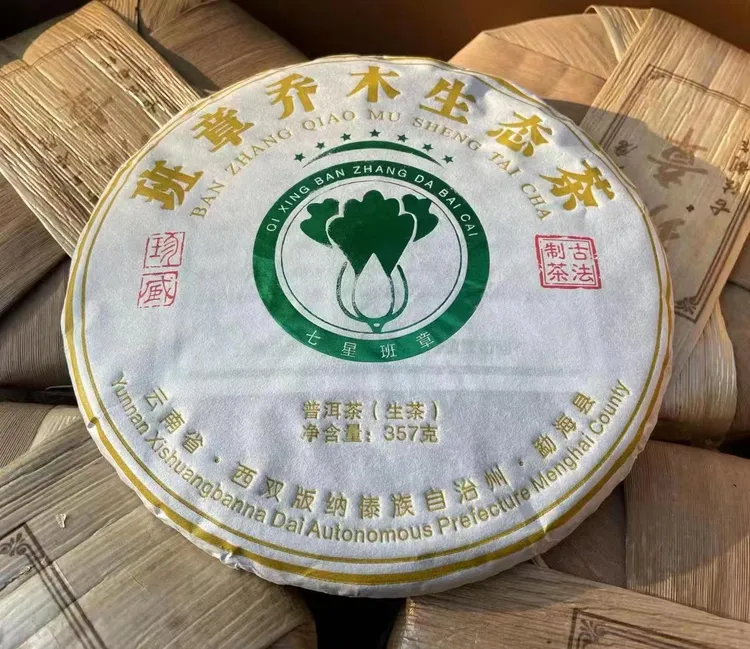 班章乔木生态茶
BAN ZHANG QIAO MU SHENG TAI CHA
QI XING BAN ZHANG DA BAI CAI
七星班章
珍
藏
古法
制茶
普洱茶（生茶）
净含量：357克
云南省·西双版纳傣族自治州·勐海县
Yunnan Xishuangbanna Dai Autonomous Prefecture Menghai County
章